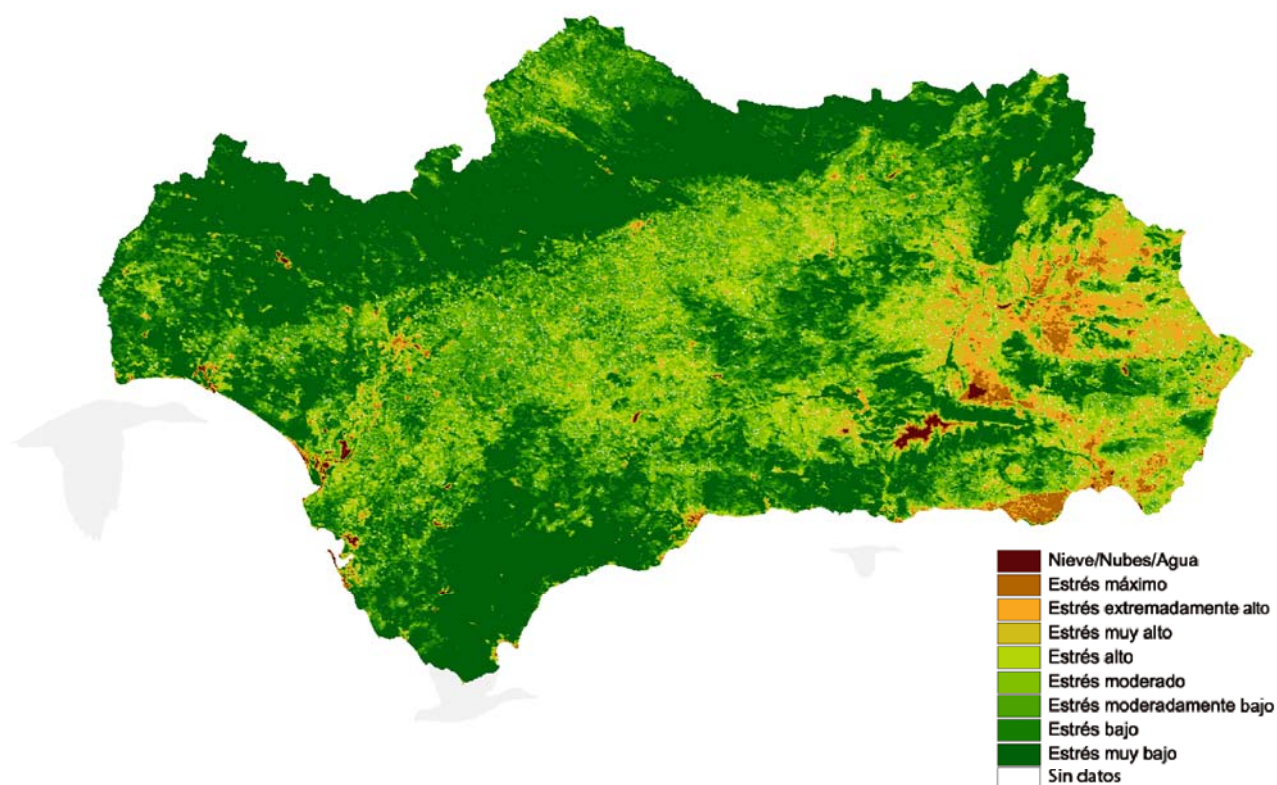 Nieve/Nubes/Agua
Estrés máximo
Estrés extremadamente alto
Estrés muy alto
Estrés alto
Estrés moderado
Estrés moderadamente bajo
Estrés bajo
Estrés muy bajo
Sin datos